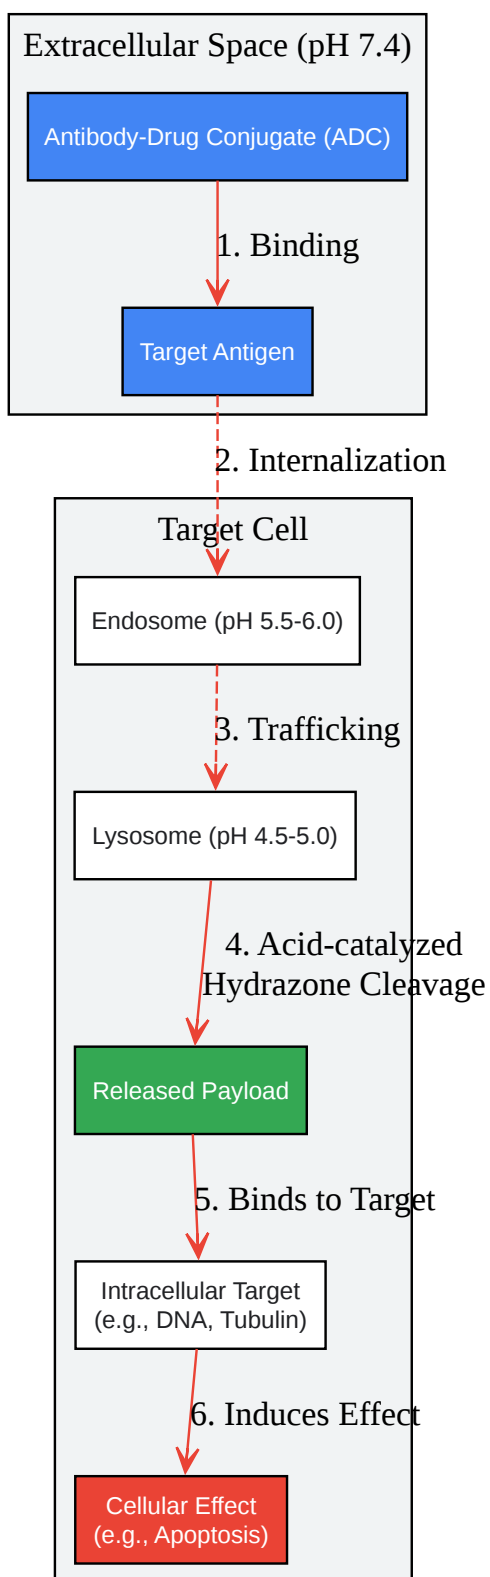 Extracellular Space (pH 7.4)
Antibody-Drug Conjugate (ADC)
1. Binding
Target Antigen
2. Internalization
Target Cell
Endosome (pH 5.5-6.0)
3. Trafficking
Lysosome (pH 4.5-5.0)
4. Acid-catalyzed
Hydrazone Cleavage
Released Payload
5. Binds to Target
Intracellular Target
(e.g., DNA, Tubulin)
6. Induces Effect
Cellular Effect
(e.g., Apoptosis)